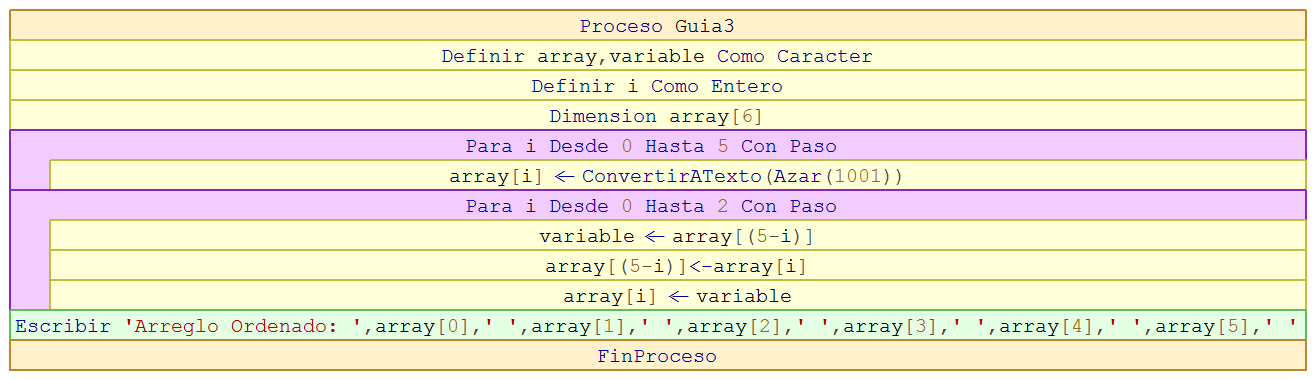 Proceso Guia3
Definir array,variable Como Caracter
Definir i Como Entero
Dimension array[6]
Para i Desde 0 Hasta 5 Con Paso
array[i] ← ConvertirATexto(Azar(1001))
Para i Desde 0 Hasta 2 Con Paso
variable ← array[(5-i)]
array[(5-i)]<-array[i]
array[i] ← variable
Escribir 'Arreglo Ordenado: ',array[0],' ',array[1],' ',array[2],' ',array[3],' ',array[4],' ',array[5],' '
FinProceso